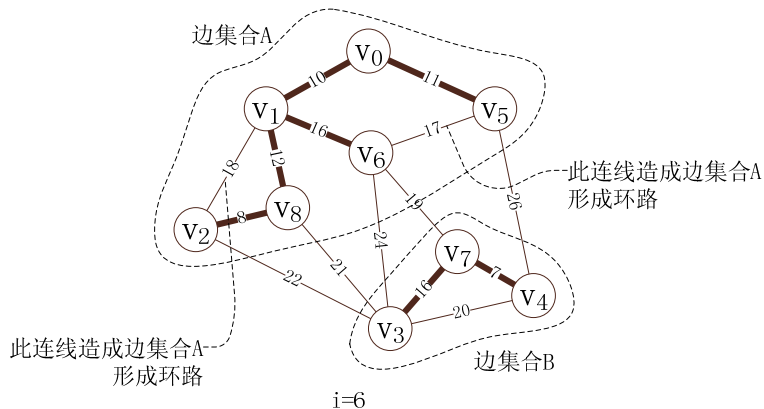 边集合A
v0
10
11
v1
v5
16
17
v6
12
18
此连线造成边集合A
形成环路
v8
8
v2
19
26
24
v7
21
22
7
16
v4
20
v3
此连线造成边集合A
形成环路
边集合B
i=6